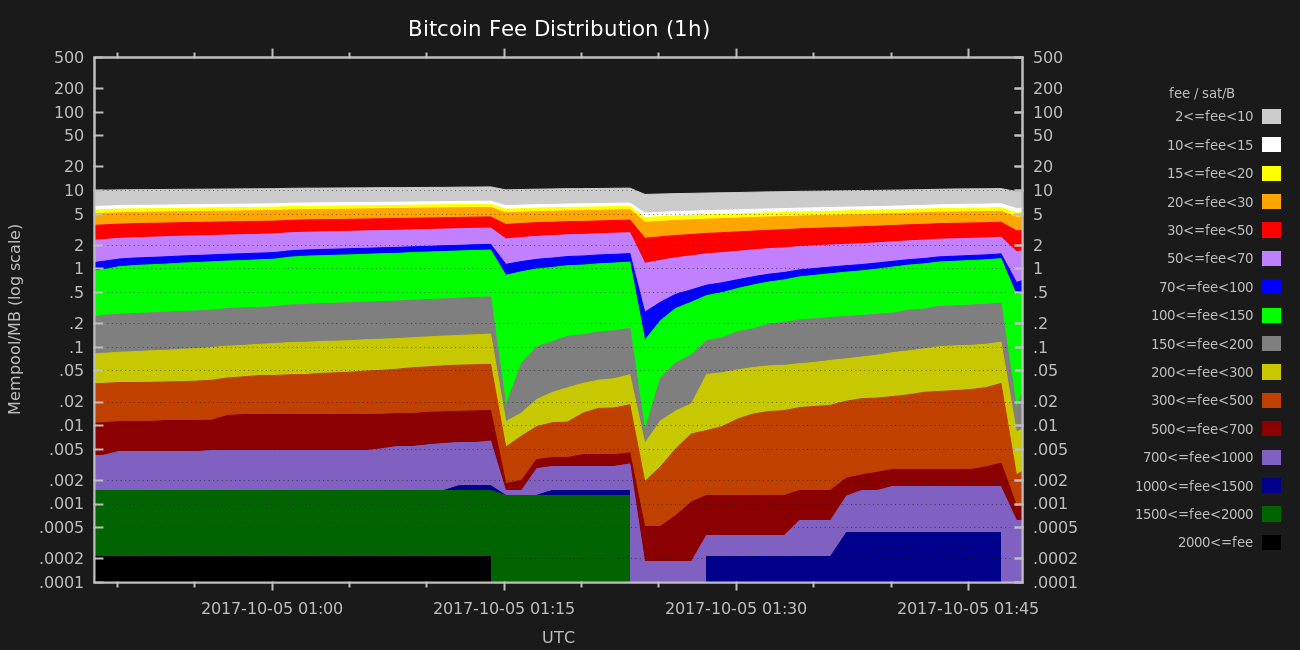 Bitcoin Fee Distribution (1h)
500
200
100
50
20
10
5
2
1
.5
.2
.1
.05
.02
.01
.005
.002
.001
.0005
.0002
.0001
Mempool/MB (log scale)
500
200
100
50
20
10
5
2
1
.5
.2
.1
.05
.02
.01
.005
.002
.001
.0005
.0002
.0001
2017-10-05 01:00
2017-10-05 01:15
2017-10-05 01:30
2017-10-05 01:45
UTC
fee / sat/B
2<=fee<10
10<=fee<15
15<=fee<20
20<=fee<30
30<=fee<50
50<=fee<70
70<=fee<100
100<=fee<150
150<=fee<200
200<=fee<300
300<=fee<500
500<=fee<700
700<=fee<1000
1000<=fee<1500
1500<=fee<2000
2000<=fee